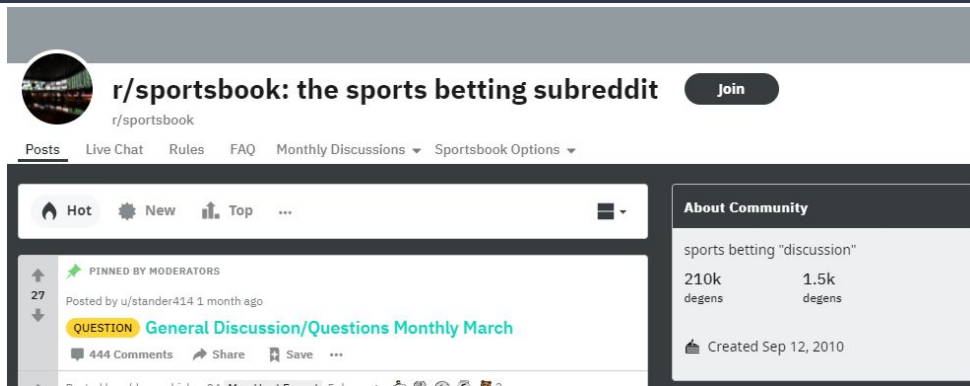 r/sportsbook: the sports betting subreddit
Join
r/sportsbook
Posts Live Chat Rules FAQ Monthly Discussions Sportsbook Options
Hot New Top ...
PINNED BY MODERATORS
27
Posted by u/stander414 1 month ago
QUESTION General Discussion/Questions Monthly March
444 Comments Share Save ...
About Community
sports betting "discussion"
210k 1.5k
degens degens
Created Sep 12, 2010